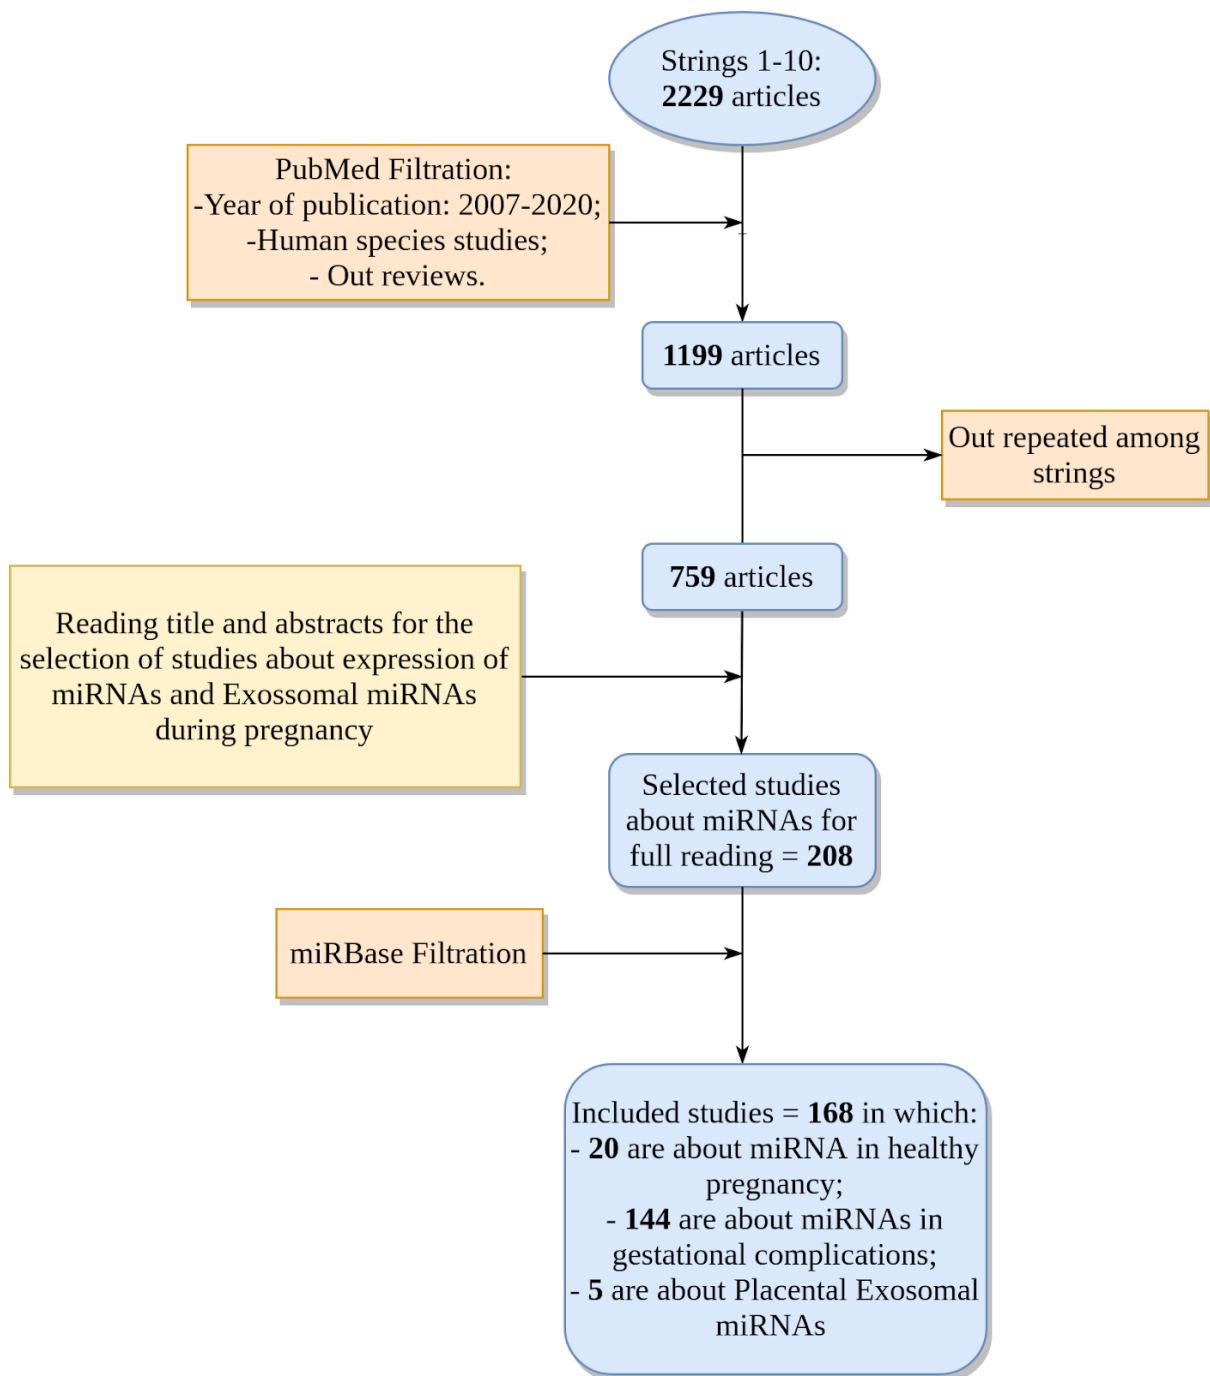 Strings 1-10:
2229 articles
PubMed Filtration:
-Year of publication: 2007-2020;
-Human species studies;
- Out reviews.
1199 articles
Out repeated among
strings
759 articles
Reading title and abstracts for the
selection of studies about expression of
miRNAs and Exossomal miRNAs
during pregnancy
Selected studies
about miRNAs for
full reading = 208
miRBase Filtration
Included studies = 168 in which:
- 20 are about miRNA in healthy
pregnancy;
- 144 are about miRNAs in
gestational complications;
- 5 are about Placental Exosomal
miRNAs